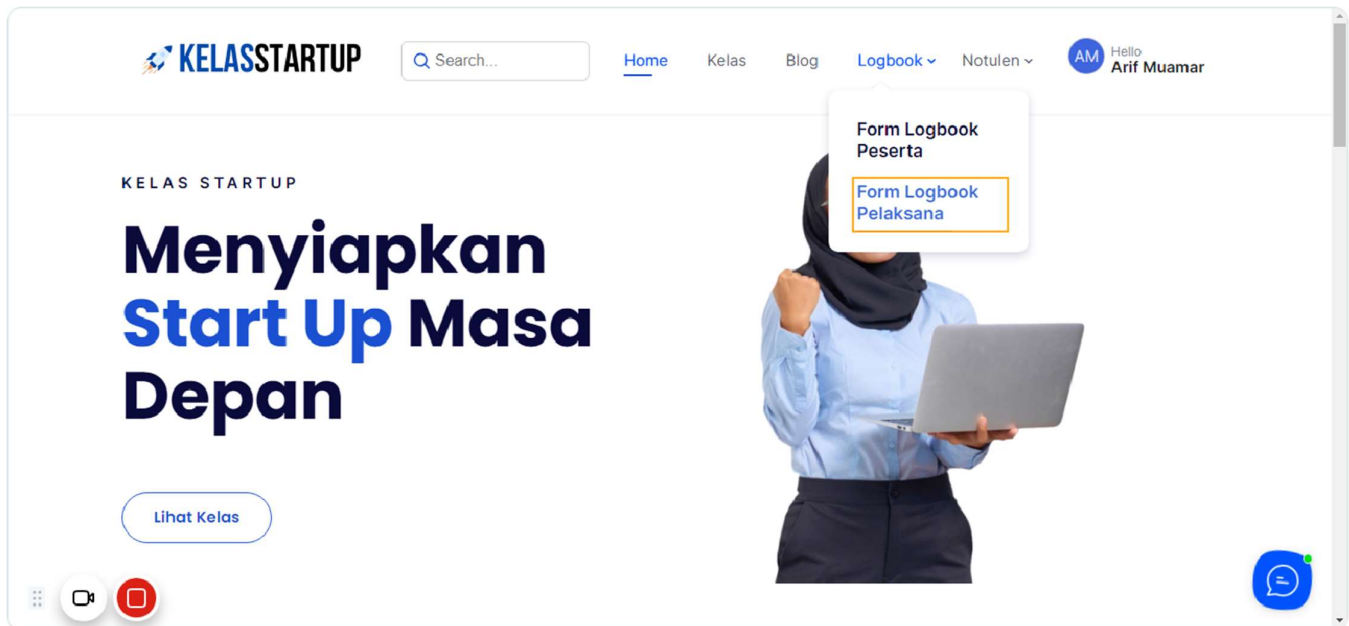 KELASSTARTUP
Search...
Home
Kelas
Blog
Logbook
Notulen
AM
Hello
Arif Muamar
Form Logbook
Peserta
Form Logbook
Pelaksana
KELAS STARTUP
Menyiapkan
Start Up Masa
Depan
Lihat Kelas